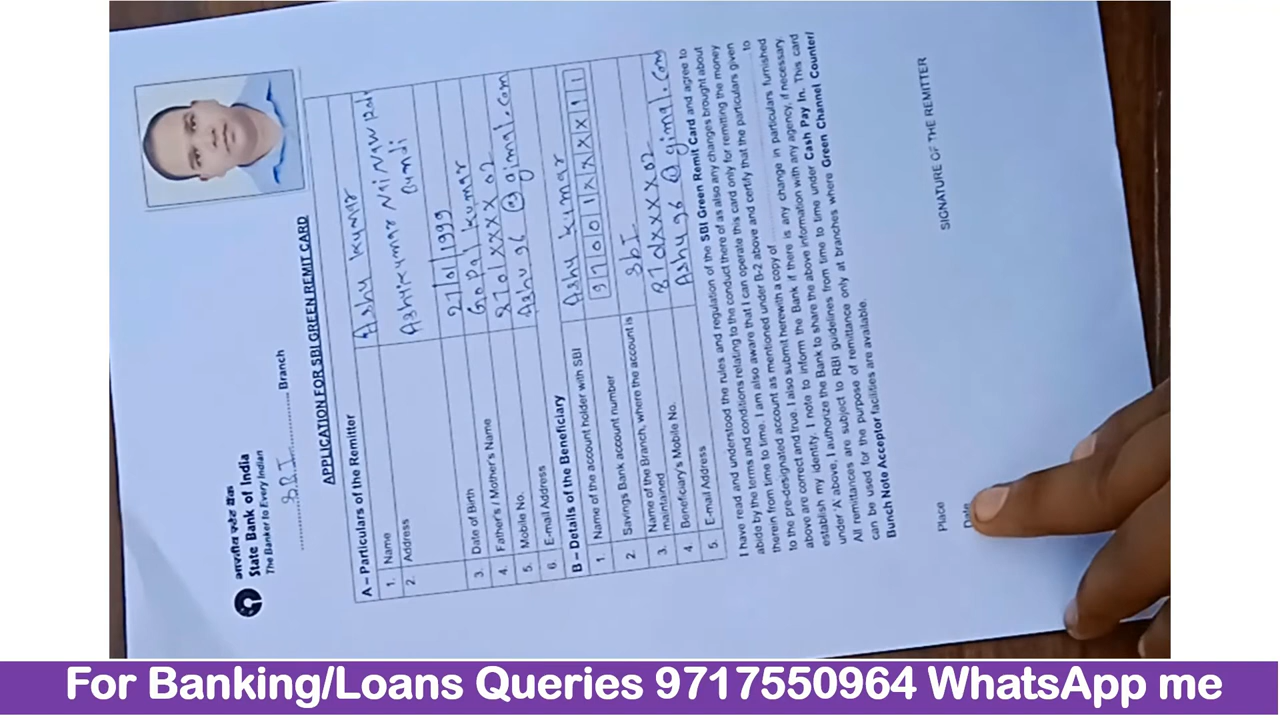 भारतीय स्टेट बैंक
State Bank of India
The Banker to Every Indian
SBI Branch
APPLICATION FOR SBI GREEN REMIT CARD
A – Particulars of the Remitter
1. Name Ashu kumar
2. Address
Bundi
3. Date of Birth 27/01/1999
4. Father's / Mother's Name Gopal kumar
5. Mobile No. 870xxxx02
6. E-mail Address Ashu96@gimal.com
B – Details of the Beneficiary
1. Name of the account holder with SBI Ashu kumar
2. Savings Bank account number
3. Name of the Branch, where the account is maintained SbI
4. Beneficiary's Mobile No.
5. E-mail Address Ashu96@gimal.com
I have read and understood the rules and regulation of the SBI Green Remit Card and agree to
abide by the terms and conditions relating to the conduct there of as also any changes brought about
therein from time to time. I am also aware that I can operate this card only for remitting the money
to the pre-designated account as mentioned under B-2 above and certify that the particulars given
above are correct and true. I also submit herewith a copy of to
establish my identity. I note to inform the Bank if there is any change in particulars furnished
under 'A' above, I authorize the Bank to share the above information with any agency, if necessary.
All remittances are subject to RBI guidelines from time to time under Cash Pay In. This card
can be used for the purpose of remittance only at branches where Green Channel Counter/
Bunch Note Acceptor facilities are available.
Place
Date
SIGNATURE OF THE REMITTER
For Banking/Loans Queries 9717550964 WhatsApp me